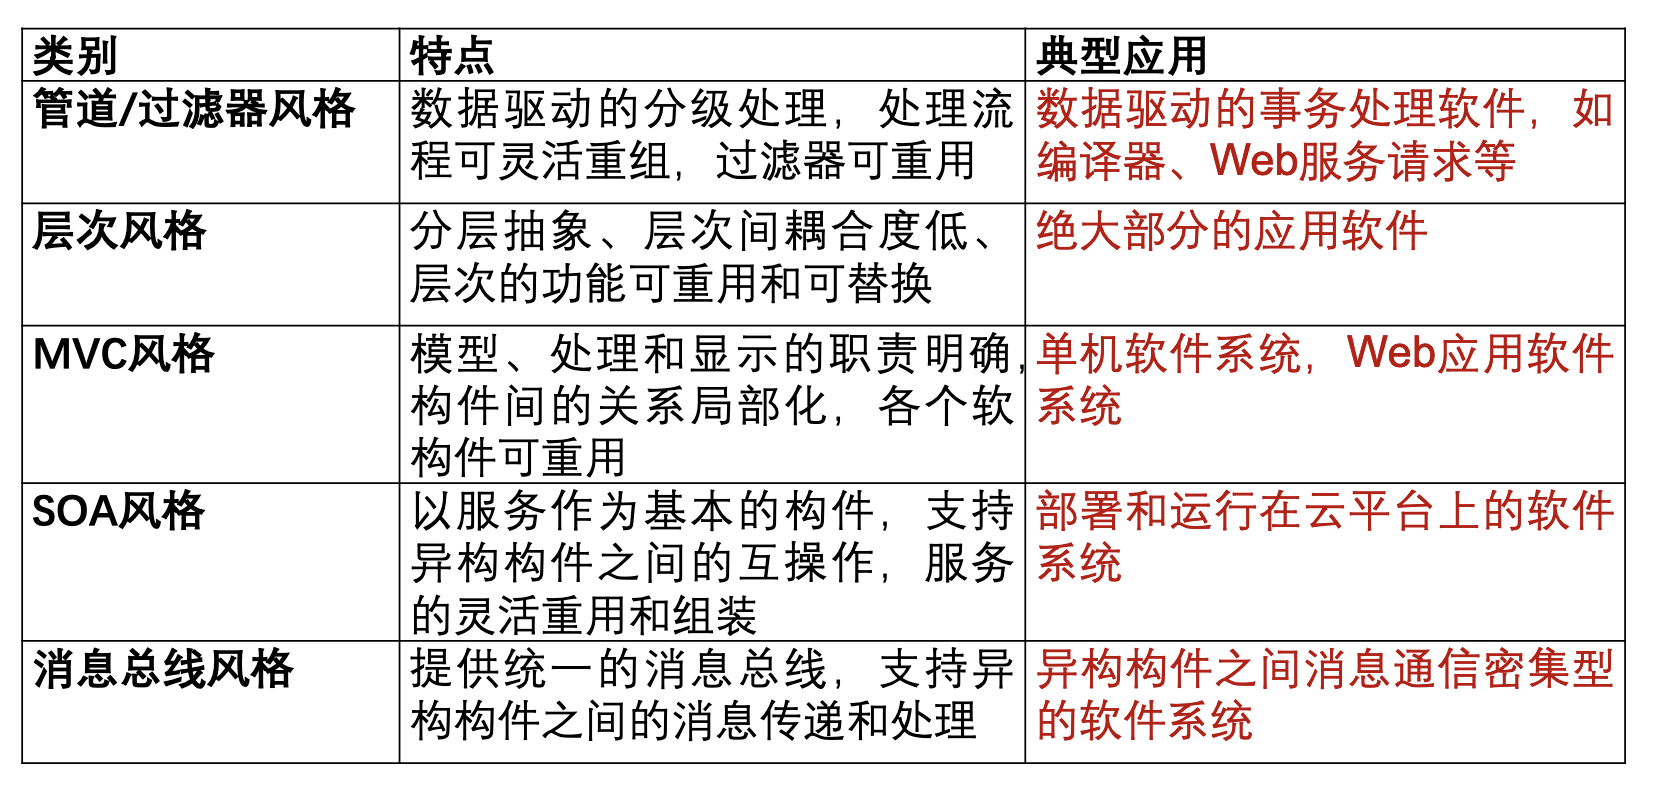 类别
特点
典型应用
管道/过滤器风格
数据驱动的分级处理，处理流
程可灵活重组，过滤器可重用
数据驱动的事务处理软件，如
编译器、Web服务请求等
层次风格
分层抽象、层次间耦合度低、
层次的功能可重用和可替换
绝大部分的应用软件
MVC风格
模型、处理和显示的职责明确，
构件间的关系局部化，各个软
构件可重用
单机软件系统，Web应用软件
系统
SOA风格
以服务作为基本的构件，支持
异构构件之间的互操作，服务
的灵活重用和组装
部署和运行在云平台上的软件
系统
消息总线风格
提供统一的消息总线，支持异
构构件之间的消息传递和处理
异构构件之间消息通信密集型
的软件系统